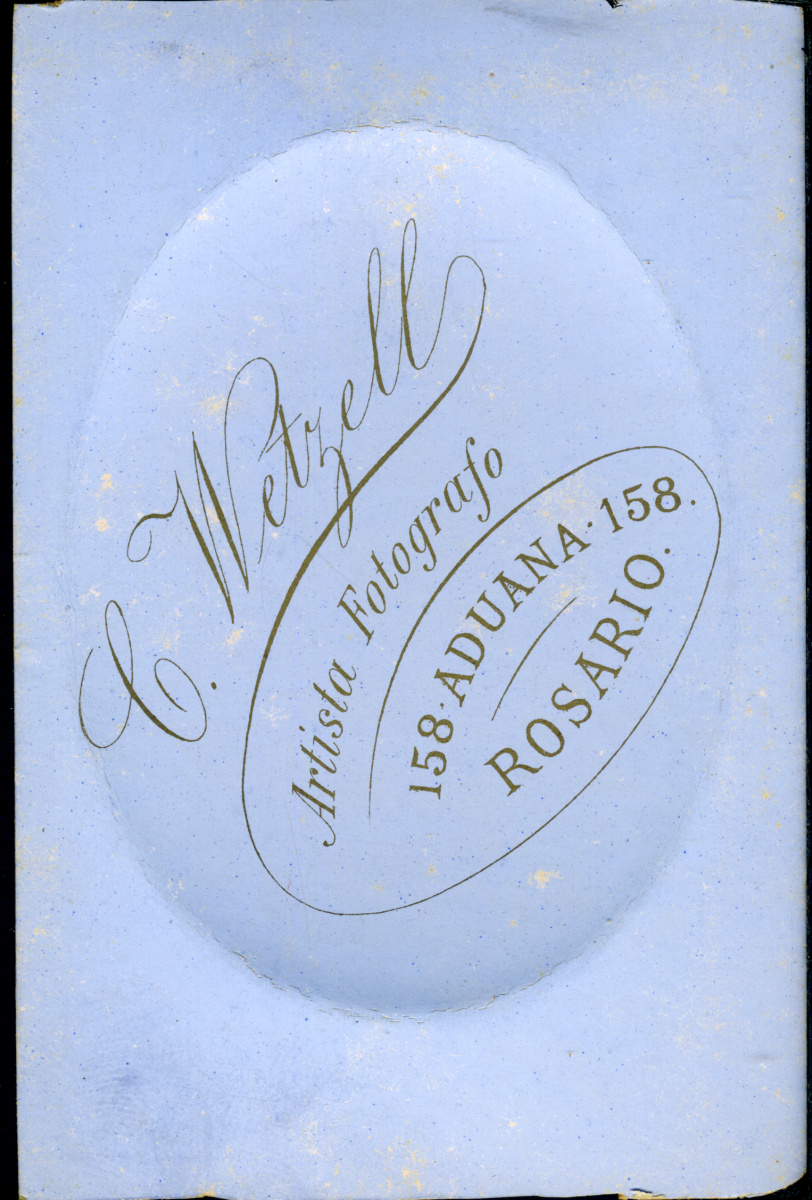 C. Wetzell
Artista Fotografo
158·ADUANA·158.
ROSARIO.